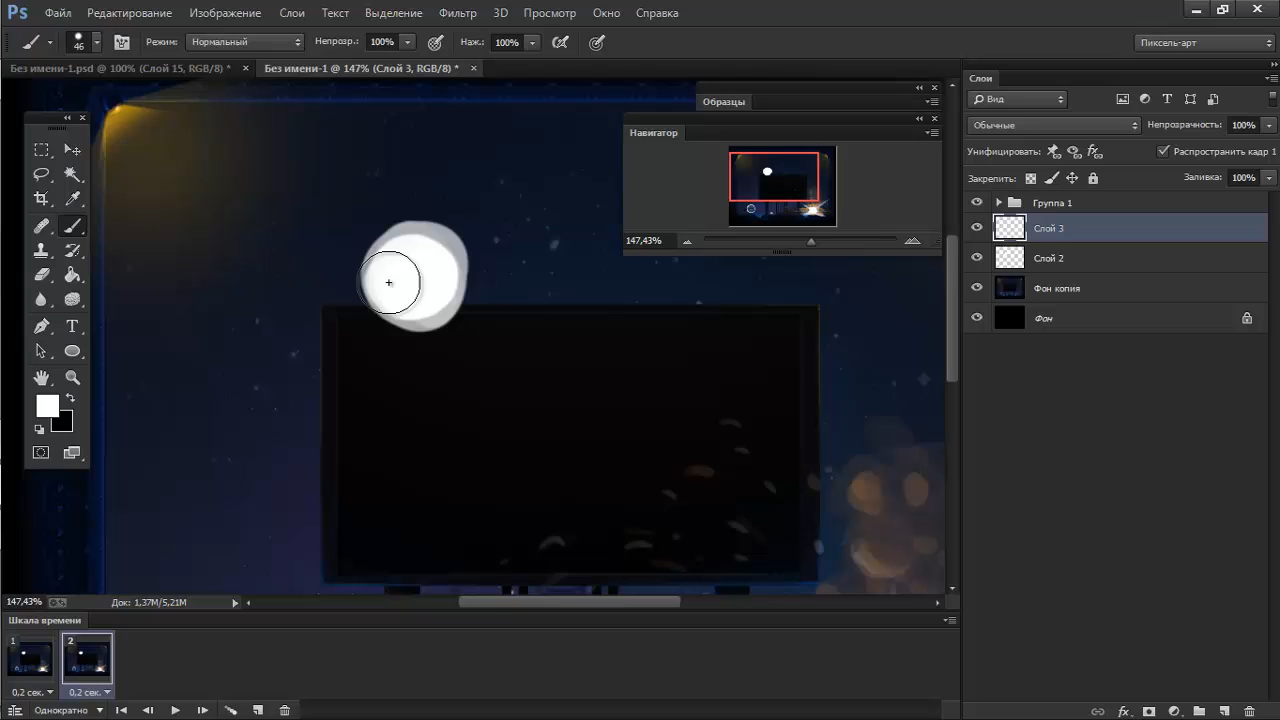 Ps Файл Редактирование Изображение Слои Текст Выделение Фильтр 3D Просмотр Окно Справка
46 Режим: Нормальный Непрозр.: 100% Наж.: 100% Пиксель-арт
Без имени-1.psd @ 100% (Слой 15, RGB/8) * Без имени-1 @ 147% (Слой 3, RGB/8) *
Слои
Образцы
Вид
Навигатор
Обычные Непрозрачность: 100%
Унифицировать: Распространить кадр 1
Закрепить: Заливка: 100%
Группа 1
Слой 3
147,43%
Слой 2
Фон копия
Фон
147,43% Док: 1,37M/5,21M
Шкала времени
1 2
0,2 сек. 0,2 сек.
Однократно